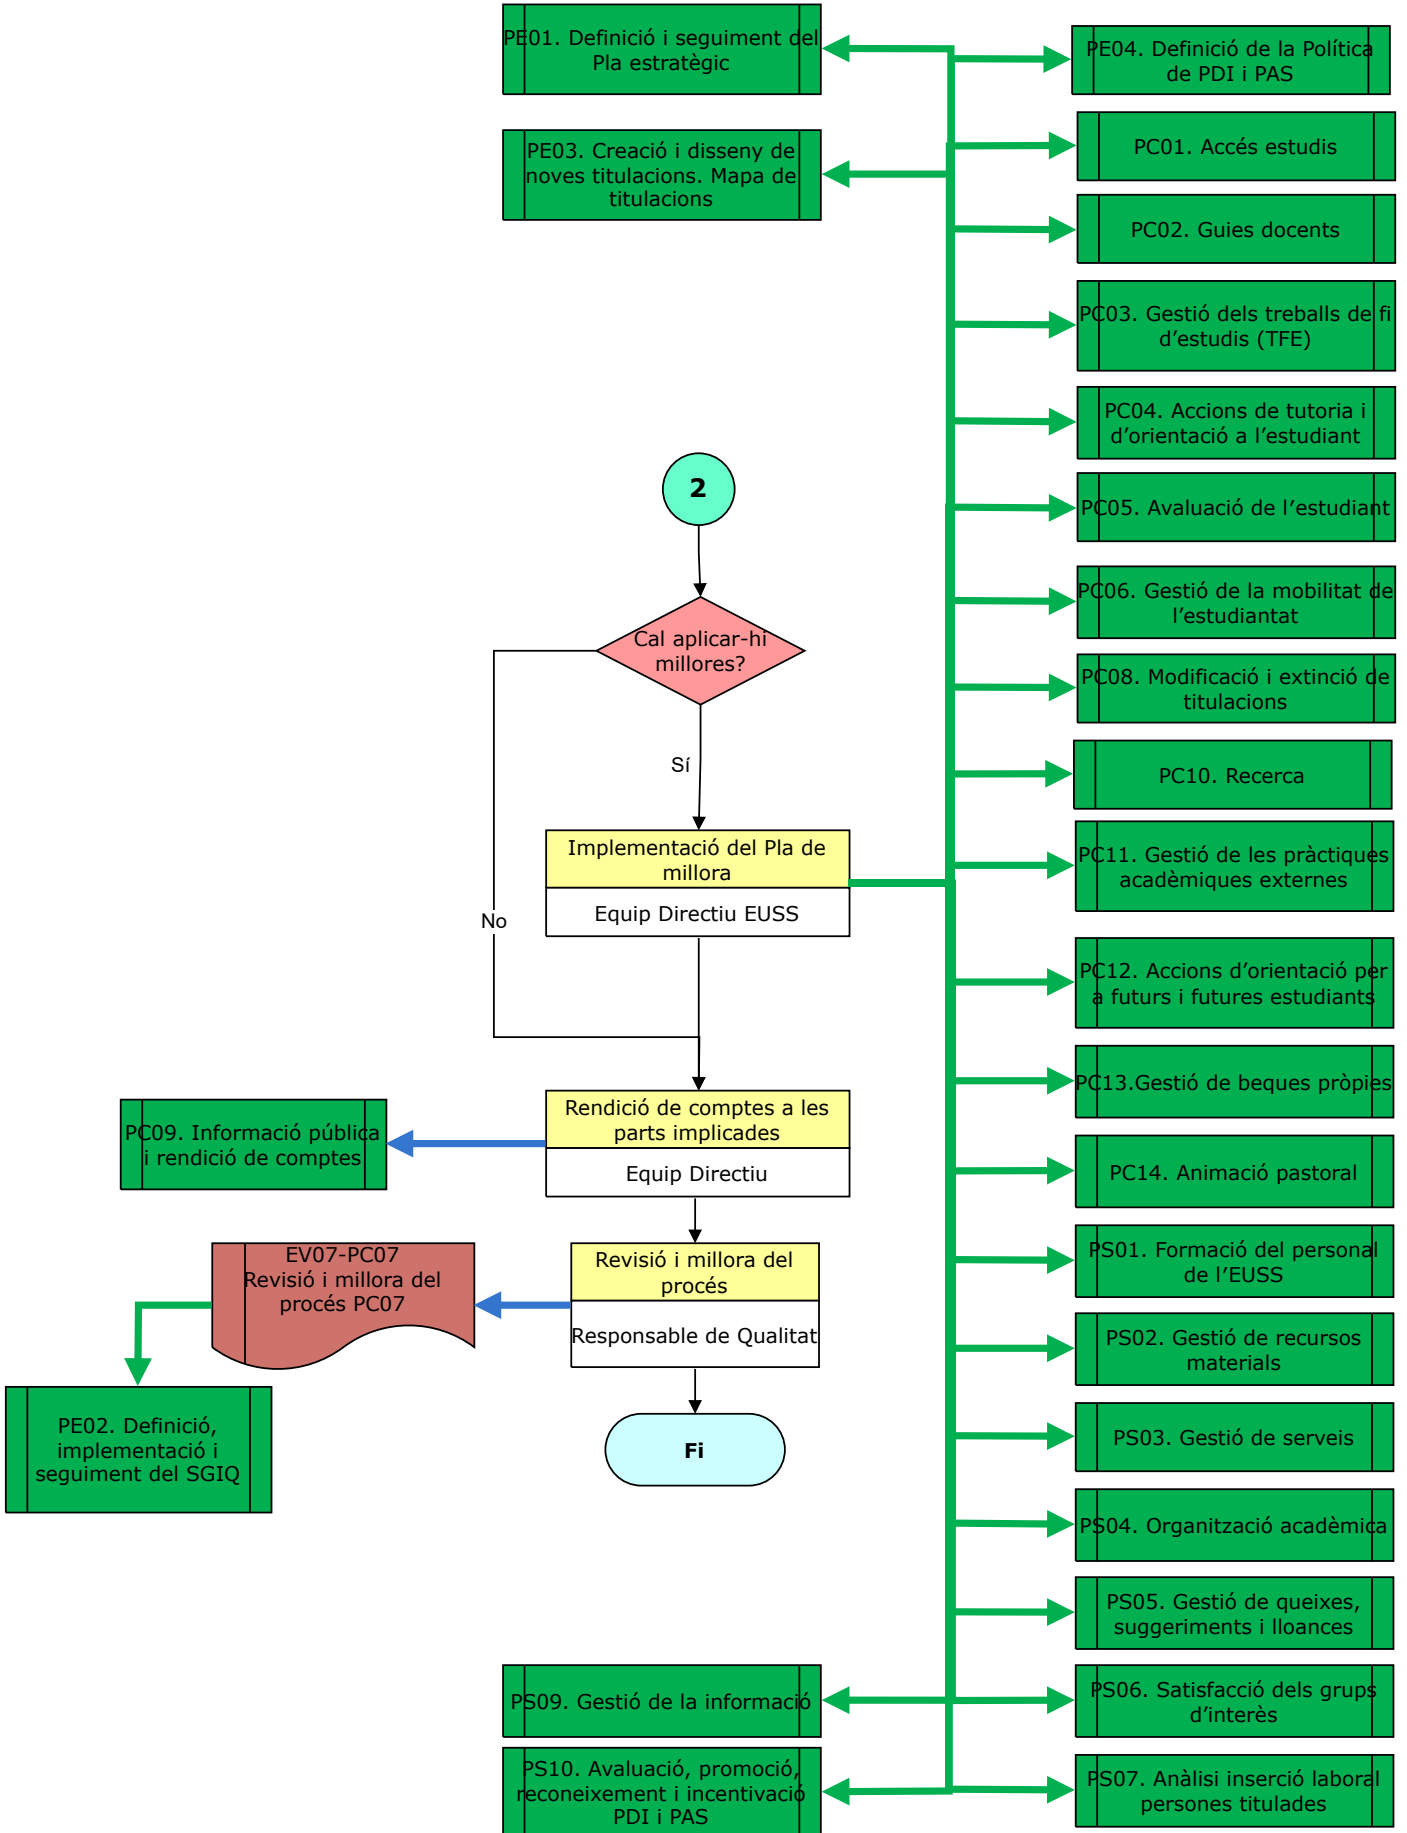 PE01. Definició i seguiment del
Pla estratègic
PE03. Creació i disseny de
noves titulacions. Mapa de
titulacions
PE04. Definició de la Política
de PDI i PAS
PC01. Accés estudis
PC02. Guies docents
PC03. Gestió dels treballs de fi
d’estudis (TFE)
PC04. Accions de tutoria i
d’orientació a l’estudiant
PC05. Avaluació de l’estudiant
PC06. Gestió de la mobilitat de
l’estudiantat
PC08. Modificació i extinció de
titulacions
PC10. Recerca
PC11. Gestió de les pràctiques
acadèmiques externes
PC12. Accions d’orientació per
a futurs i futures estudiants
PC13.Gestió de beques pròpies
PC14. Animació pastoral
PS01. Formació del personal
de l’EUSS
PS02. Gestió de recursos
materials
PS03. Gestió de serveis
PS04. Organització acadèmica
PS05. Gestió de queixes,
suggeriments i lloances
PS06. Satisfacció dels grups
d’interès
PS07. Anàlisi inserció laboral
persones titulades
2
Cal aplicar-hi
millores?
Sí
No
Implementació del Pla de
millora
Equip Directiu EUSS
Rendició de comptes a les
parts implicades
Equip Directiu
PC09. Informació pública
i rendició de comptes
Revisió i millora del
procés
Responsable de Qualitat
EV07-PC07
Revisió i millora del
procés PC07
PE02. Definició,
implementació i
seguiment del SGIQ
Fi
PS09. Gestió de la informació
PS10. Avaluació, promoció,
reconeixement i incentivació
PDI i PAS